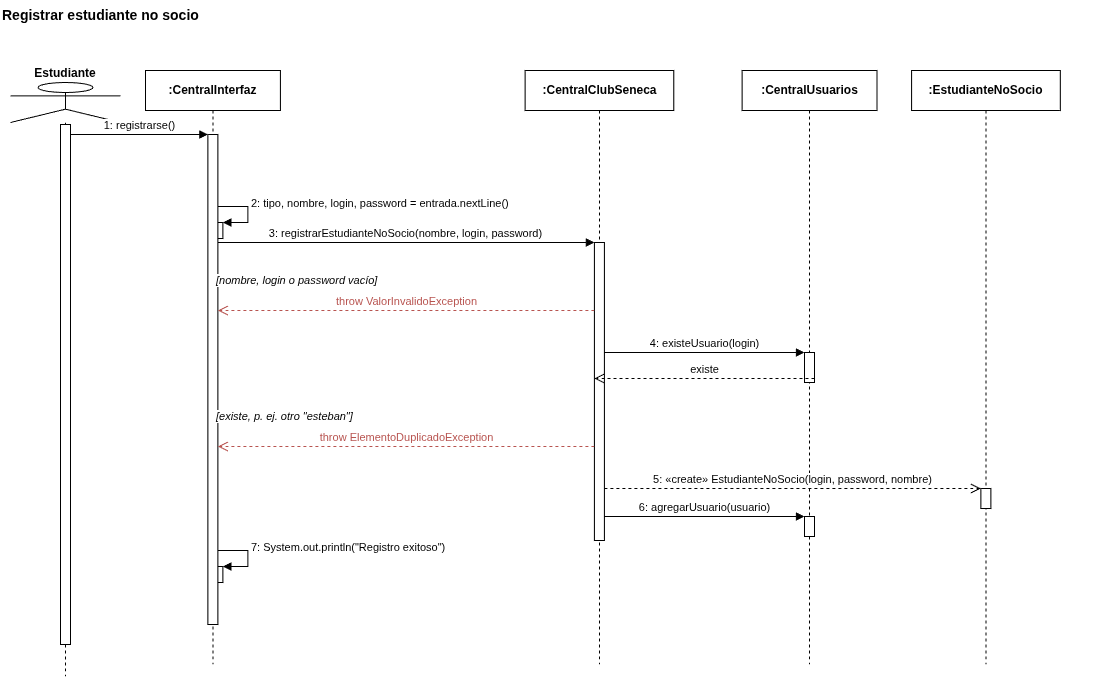 Registrar estudiante no socio
Estudiante
:CentralInterfaz
:CentralClubSeneca
:CentralUsuarios
:EstudianteNoSocio
1: registrarse()
2: tipo, nombre, login, password = entrada.nextLine()
3: registrarEstudianteNoSocio(nombre, login, password)
[nombre, login o password vacío]
throw ValorInvalidoException
4: existeUsuario(login)
existe
[existe, p. ej. otro "esteban"]
throw ElementoDuplicadoException
5: «create» EstudianteNoSocio(login, password, nombre)
6: agregarUsuario(usuario)
7: System.out.println("Registro exitoso")